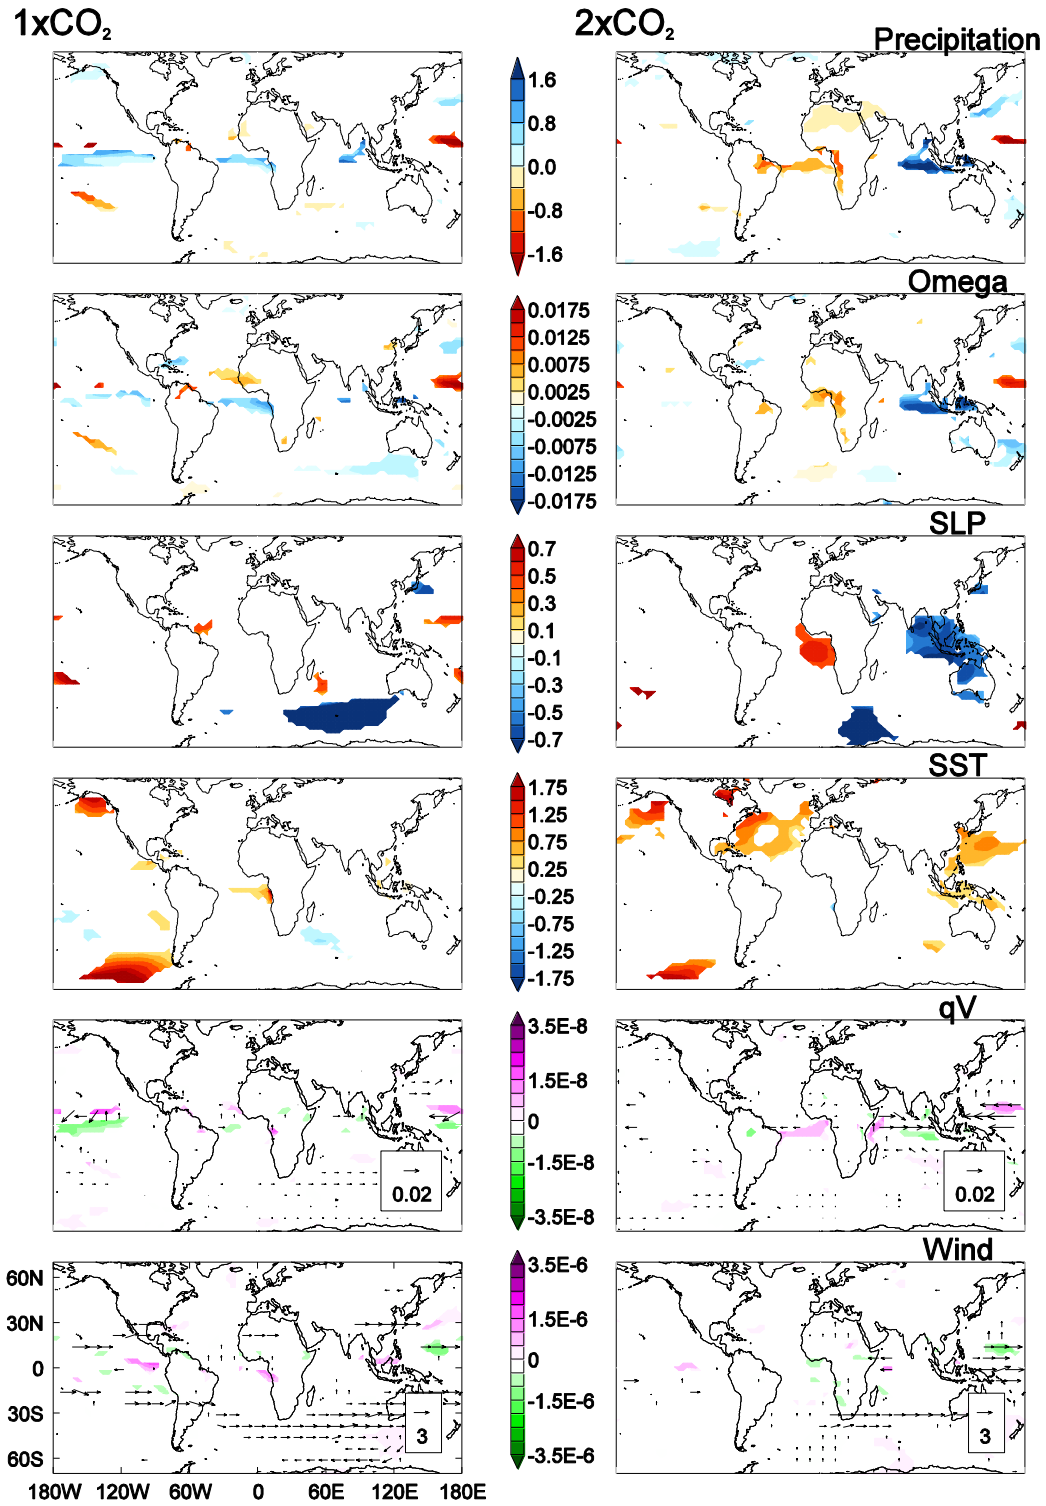 1xCO₂ 2xCO₂
Precipitation
1.6
0.8
0.0
-0.8
-1.6
Omega
0.0175
0.0125
0.0075
0.0025
-0.0025
-0.0075
-0.0125
-0.0175
SLP
0.7
0.5
0.3
0.1
-0.1
-0.3
-0.5
-0.7
SST
1.75
1.25
0.75
0.25
-0.25
-0.75
-1.25
-1.75
qV
3.5E-8
1.5E-8
0
-1.5E-8
-3.5E-8
0.02
0.02
Wind
3.5E-6
1.5E-6
0
-1.5E-6
-3.5E-6
3
3
60N
30N
0
30S
60S
180W 120W 60W 0 60E 120E 180E